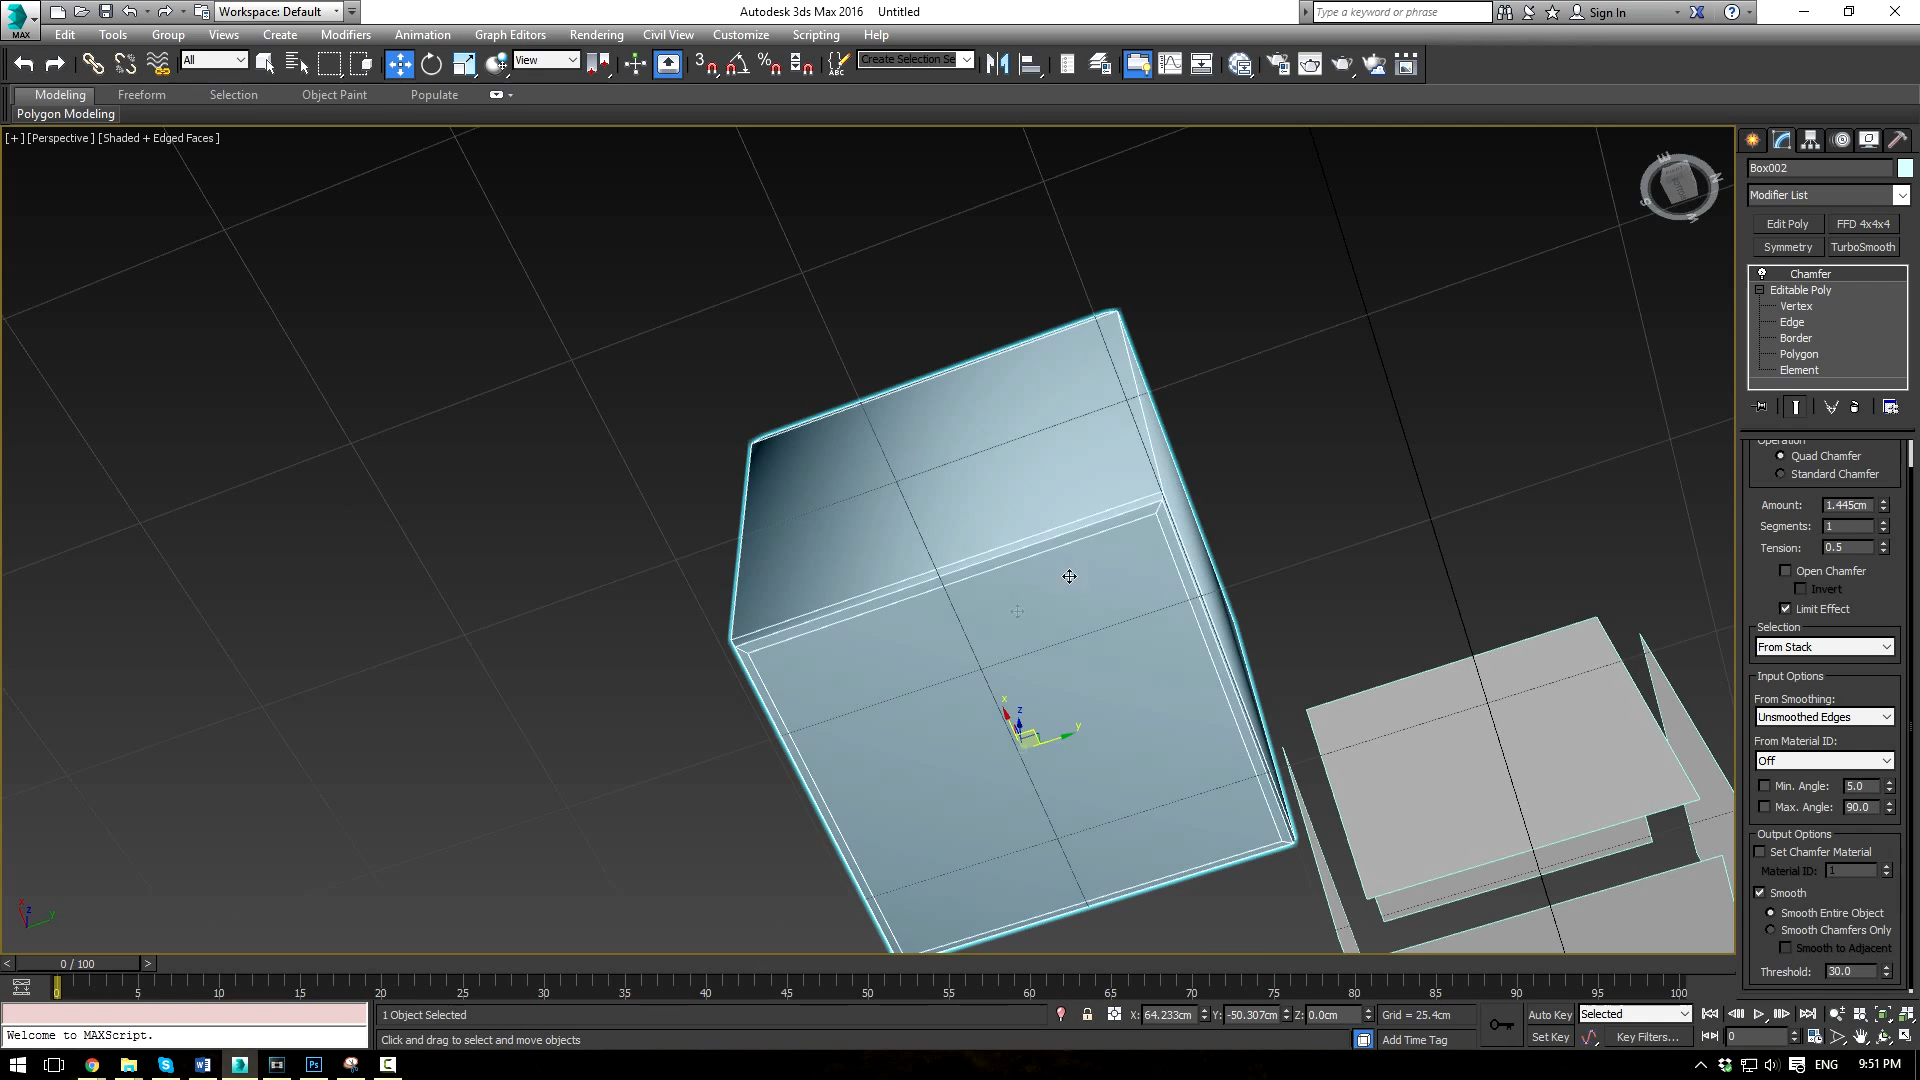 MAX
Workspace: Default
Autodesk 3ds Max 2016 Untitled
Type a keyword or phrase
Sign In
Edit Tools Group Views Create Modifiers Animation Graph Editors Rendering Civil View Customize Scripting Help
All
View
3
ABC
Create Selection Se
Modeling Freeform Selection Object Paint Populate
Polygon Modeling
[+] [Perspective] [Shaded + Edged Faces]
Box002
Modifier List
Edit Poly FFD 4x4x4
Symmetry TurboSmooth
Chamfer
Editable Poly
Vertex
Edge
Border
Polygon
Element
Operation
Quad Chamfer
Standard Chamfer
Amount: 1.445cm
Segments: 1
Tension: 0.5
Open Chamfer
Invert
Limit Effect
Selection
From Stack
Input Options
From Smoothing:
Unsmoothed Edges
From Material ID:
Off
Min. Angle: 5.0
Max. Angle: 90.0
Output Options
Set Chamfer Material
Material ID: 1
Smooth
Smooth Entire Object
Smooth Chamfers Only
Smooth to Adjacent
Threshold: 30.0
x
z
y
x
z
y
< 0 / 100 >
0 5 10 15 20 25 30 35 40 45 50 55 60 65 70 75 80 85 90 95 100
1 Object Selected
X: 64.233cm Y: -50.307cm Z: 0.0cm Grid = 25.4cm
Auto Key Selected
Welcome to MAXScript.
Click and drag to select and move objects
Add Time Tag
Set Key Key Filters... 0
ENG 9:51 PM